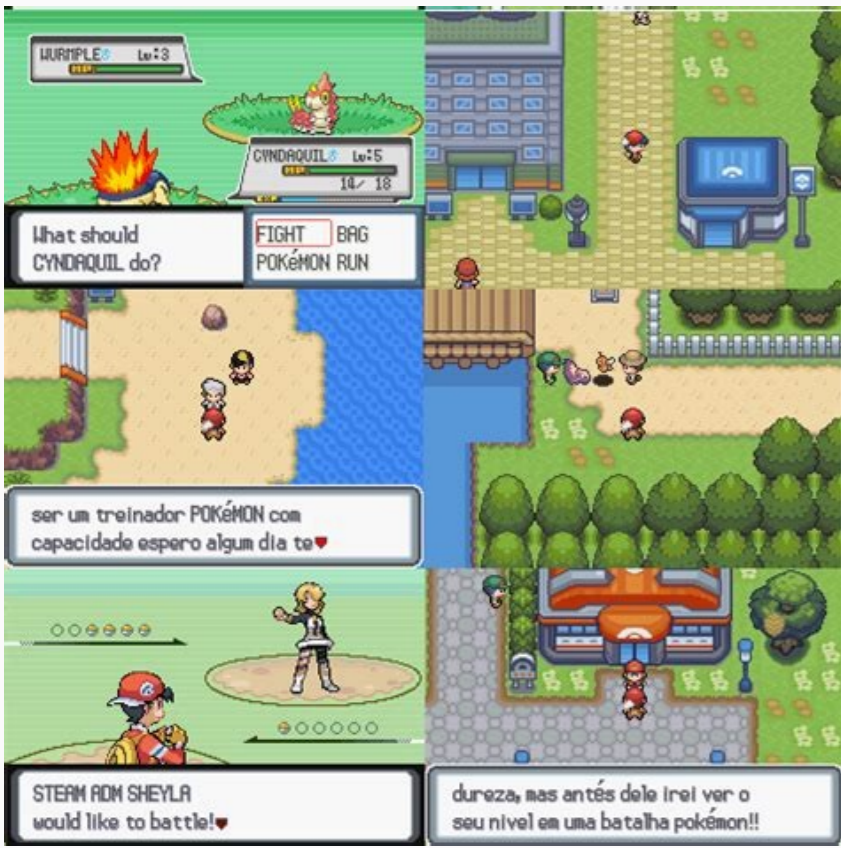 WURMPLE♂ Lv:3
HP
CYNDAQUIL♂ Lv:5
HP
14/ 18
What should
CYNDAQUIL do?
FIGHT BAG
POKéMON RUN
ser um treinador POKéMON com
capacidade espero algum dia te
STEAM ADM SHEYLA
would like to battle!
dureza, mas antés dele irei ver o
seu nivel em uma batalha pokémon!!